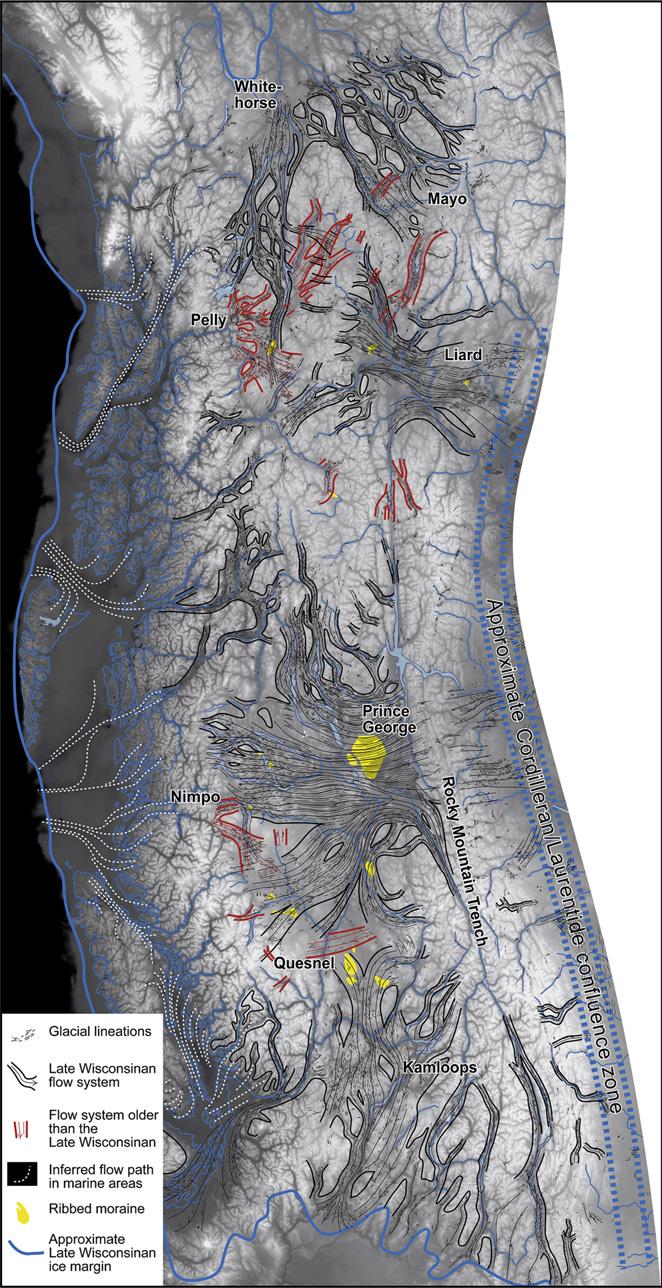 White-
horse
Mayo
Pelly
Liard
Prince
George
Nimpo
Rocky Mountain Trench
Approximate Cordilleran/Laurentide confluence zone
Quesnel
Kamloops
Glacial lineations
Late Wisconsinan
flow system
Flow system older
than the
Late Wisconsinan
Inferred flow path
in marine areas
Ribbed moraine
Approximate
Late Wisconsinan
ice margin